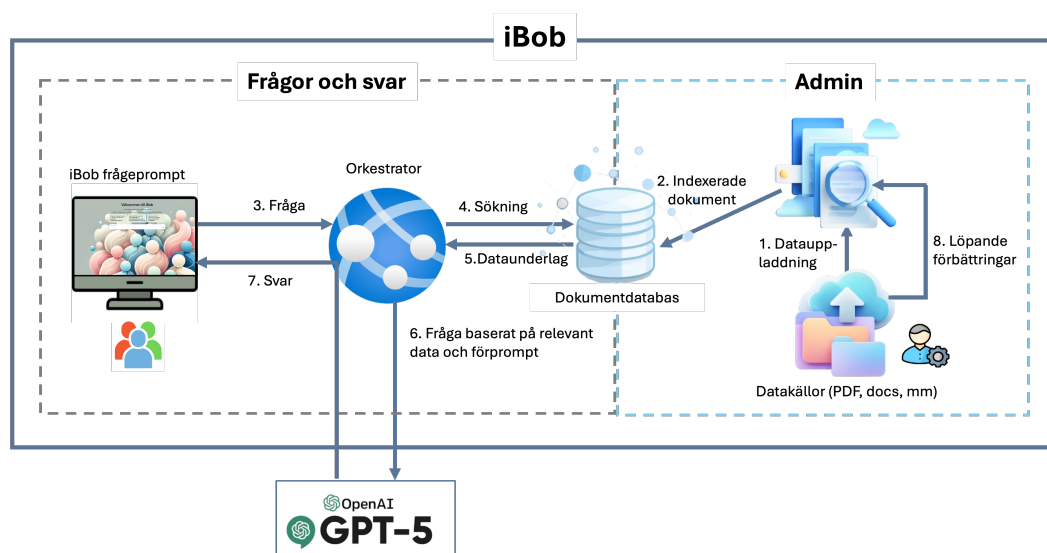 iBob
Frågor och svar
Admin
iBob frågeprompt
Orkestrator
3. Fråga
4. Sökning
2. Indexerade
dokument
5.Dataunderlag
7. Svar
1. Dataupp-
laddning
8. Löpande
förbättringar
Dokumentdatabas
6. Fråga baserat på relevant
data och förprompt
Datakällor (PDF, docs, mm)
OpenAI
GPT-5